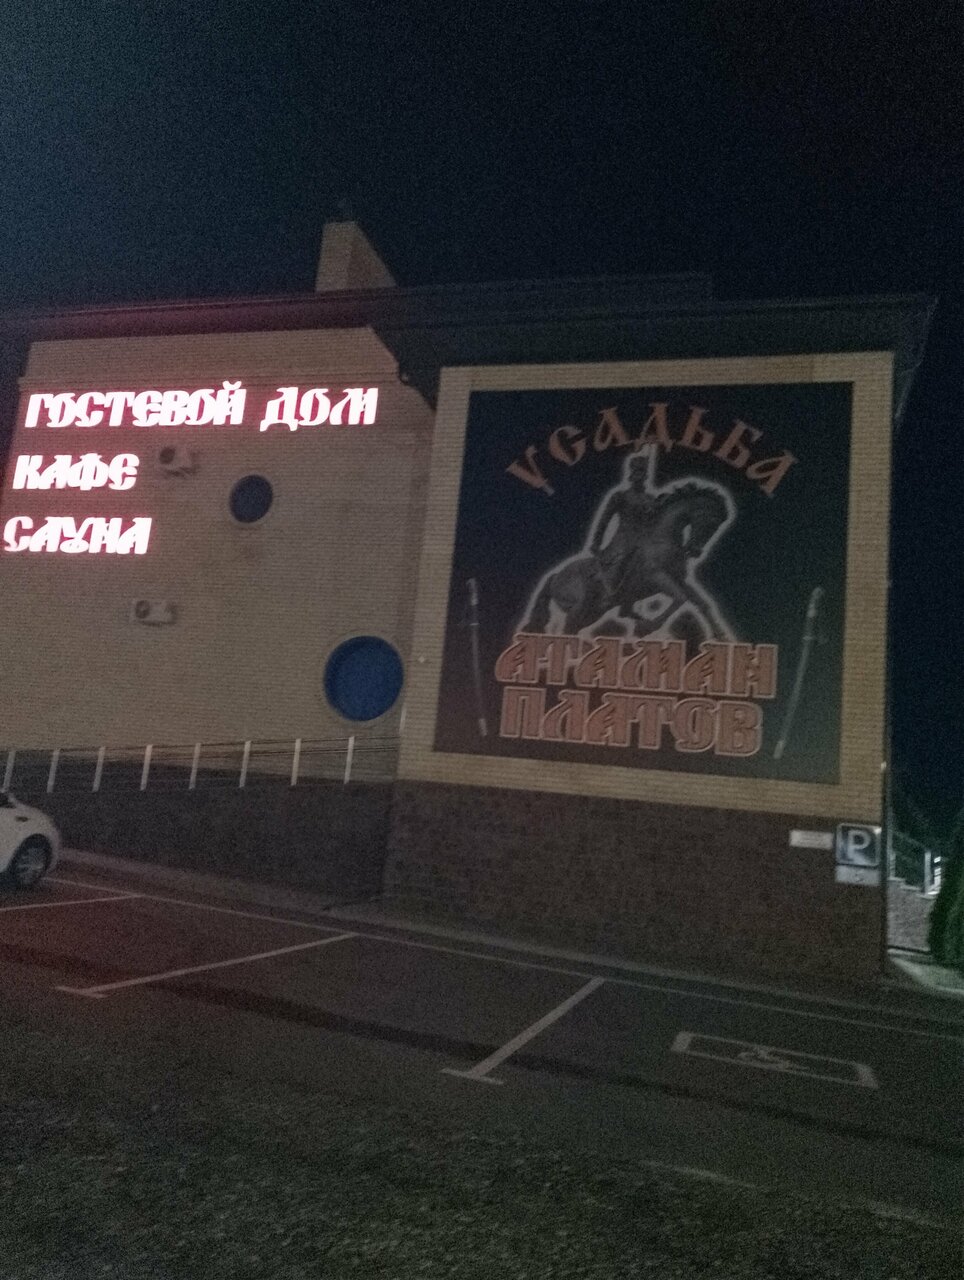 ГОСТЕВОЙ ДОМ
КАФЕ
САУНА
УСАДЬБА
АТАМАН
ПЛАТОВ
P